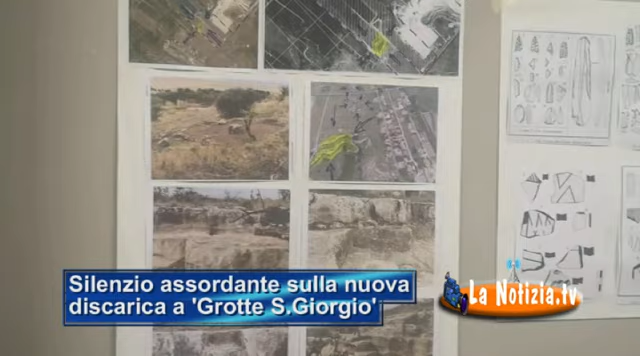 Silenzio assordante sulla nuova
discarica a 'Grotte S.Giorgio'
La Notizia.tv